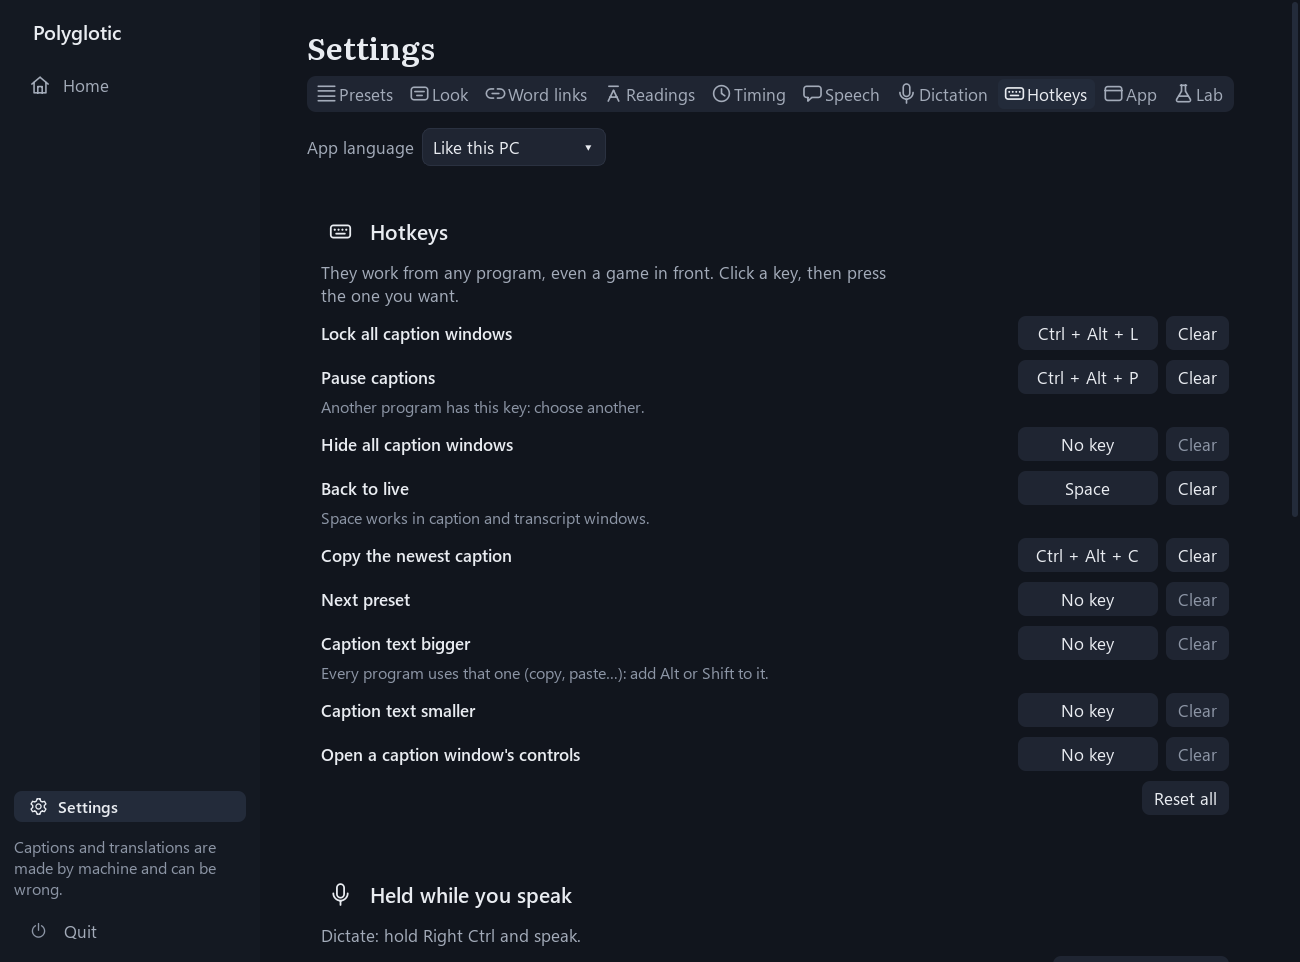 Polyglotic
Home
Settings
Presets Look Word links Readings Timing Speech Dictation Hotkeys App Lab
App language Like this PC
Hotkeys
They work from any program, even a game in front. Click a key, then press
the one you want.
Lock all caption windows Ctrl + Alt + L Clear
Pause captions Ctrl + Alt + P Clear
Another program has this key: choose another.
Hide all caption windows No key Clear
Back to live Space Clear
Space works in caption and transcript windows.
Copy the newest caption Ctrl + Alt + C Clear
Next preset No key Clear
Caption text bigger No key Clear
Every program uses that one (copy, paste...): add Alt or Shift to it.
Caption text smaller No key Clear
Open a caption window's controls No key Clear
Reset all
Held while you speak
Dictate: hold Right Ctrl and speak.
Settings
Captions and translations are
made by machine and can be
wrong.
Quit